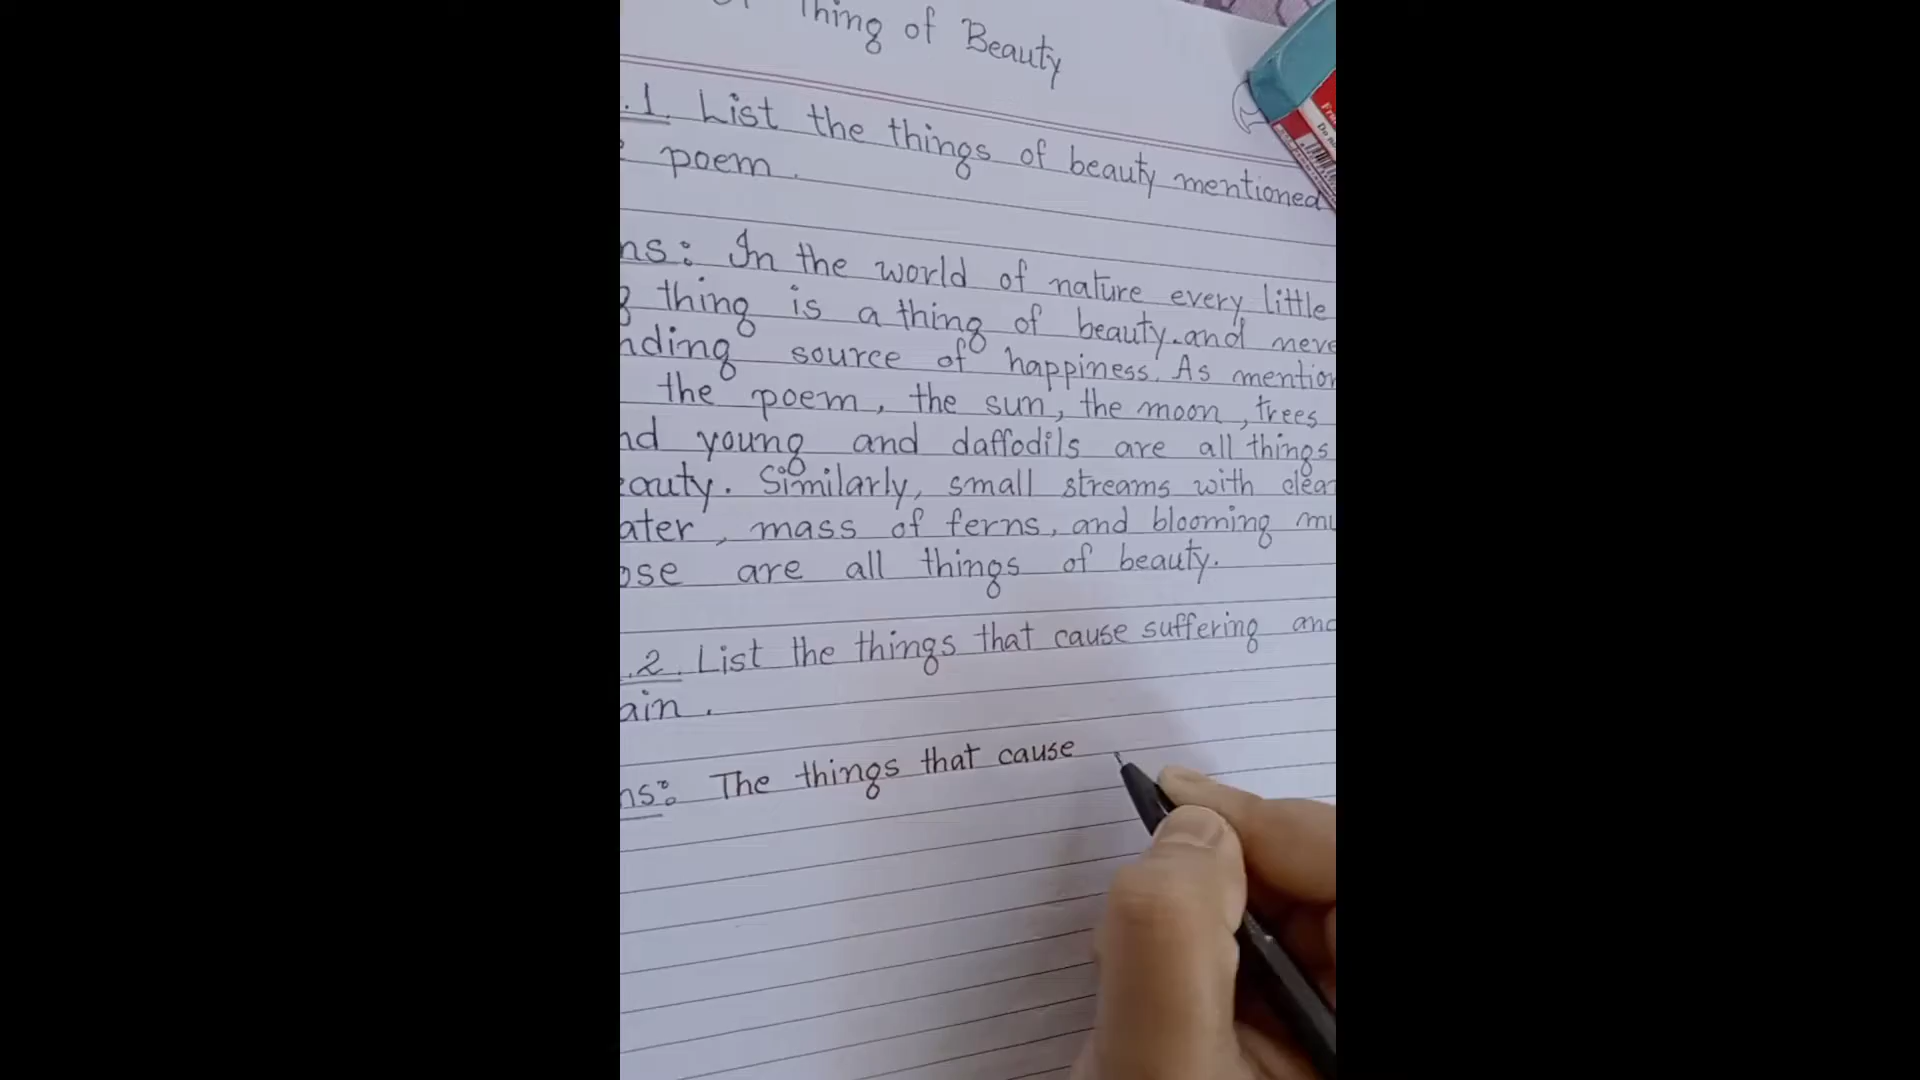 Thing of Beauty
.1. List the things of beauty mentioned
poem.
ns: In the world of nature every little
g thing is a thing of beauty.and neve
nding source of happiness. As mention
the poem, the sun, the moon, trees
nd young and daffodils are all things
eauty. Similarly, small streams with clear
ater, mass of ferns, and blooming mu
ose are all things of beauty.
.2. List the things that cause suffering and
ain.
ns: The things that cause